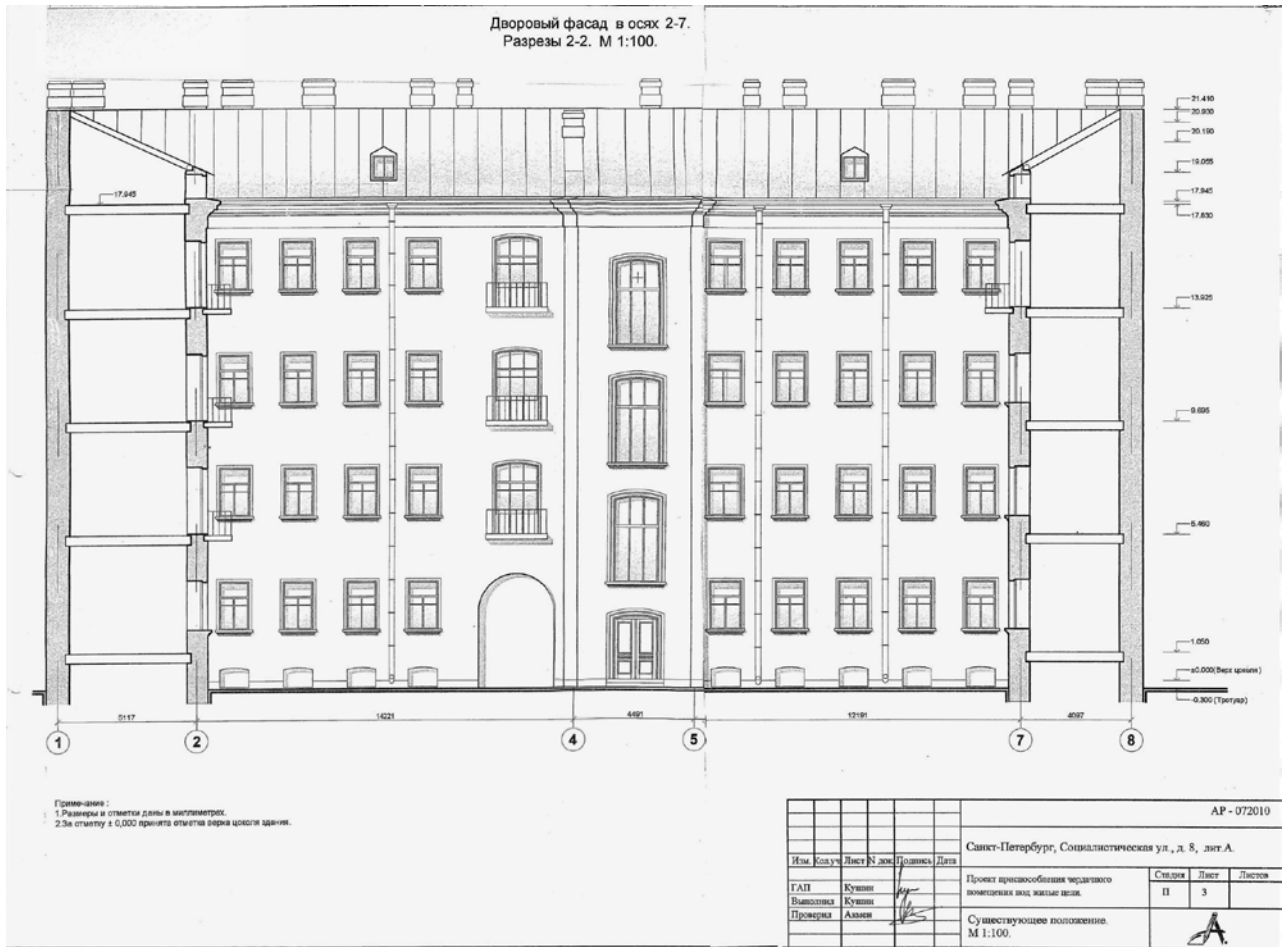 Дворовый фасад в осях 2-7.
Разрезы 2-2. М 1:100.
21.410
20.930
20.190
19.055
17.945
17.945
17.630
13.925
9.695
5.460
1.050
±0.000(Верх цоколя)
-0.300 (Тротуар)
5117
14221
4491
12191
4097
1
2
4
5
7
8
Примечание :
1.Размеры и отметки даны в миллиметрах.
2.За отметку ± 0,000 принята отметка верха цоколя здания.
АР - 072010
Санкт-Петербург, Социалистическая ул., д. 8, лит.А.
Изм. Кол.уч Лист N док Подпись Дата
Проект приспособления чердачного
помещения под жилые цели.
Стадия Лист Листов
П 3
ГАП Кушин
Выполнил Кушин
Проверил Акмен
Существующее положение.
М 1:100.